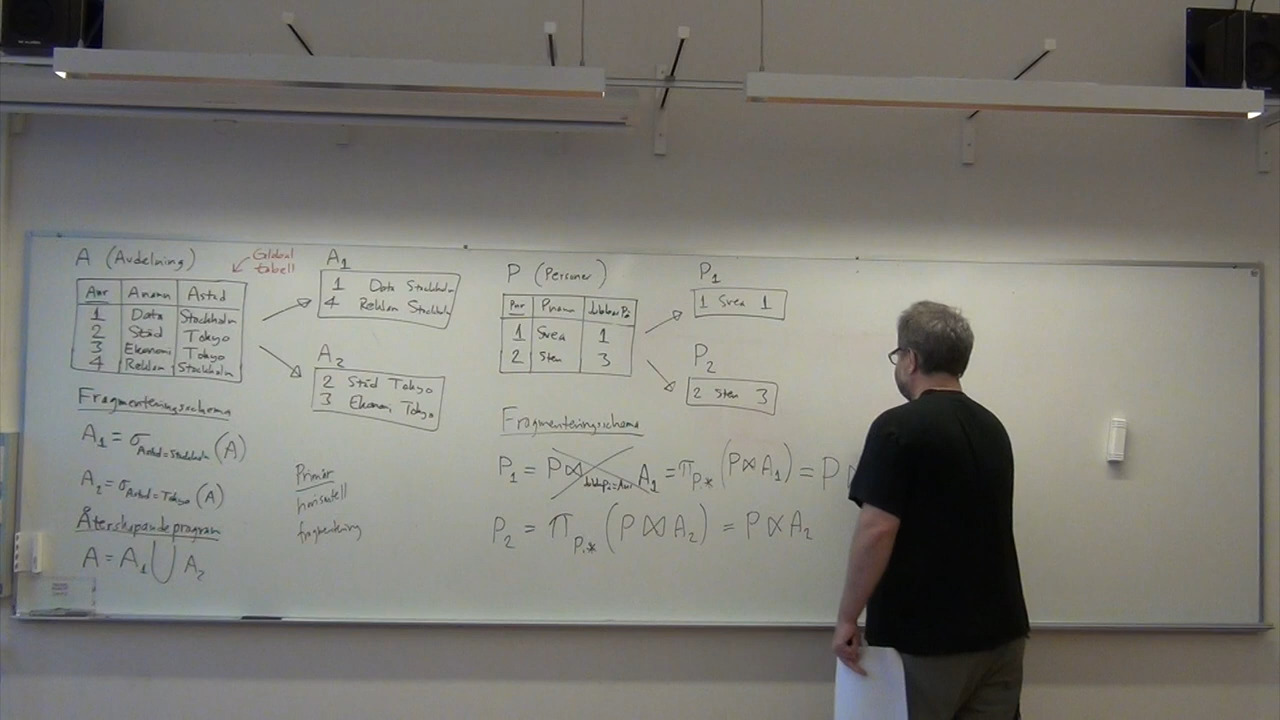 A (Avdelning)
Global
tabell
Anr Anamn Astad
1 Data Stockholm
2 Städ Tokyo
3 Ekonomi Tokyo
4 Reklam Stockholm
A₁
1 Data Stockholm
4 Reklam Stockholm
A₂
2 Städ Tokyo
3 Ekonomi Tokyo
Fragmenteringsschema
A₁ = σ Astad=Stockholm (A)
A₂ = σ Astad=Tokyo (A)
Återskapandeprogram
A = A₁ ∪ A₂
Primär
horisontell
fragmentering
P (Personer)
Pnr Pnamn JobbarPå
1 Svea 1
2 Sten 3
P₁
1 Svea 1
P₂
2 Sten 3
Fragmenteringsschema
P₁ = P ⋈ JobbarPå=Anr A₁ = π P.* (P ⋈ A₁) = P
P₂ = π P.* (P ⋈ A₂) = P ⋉ A₂